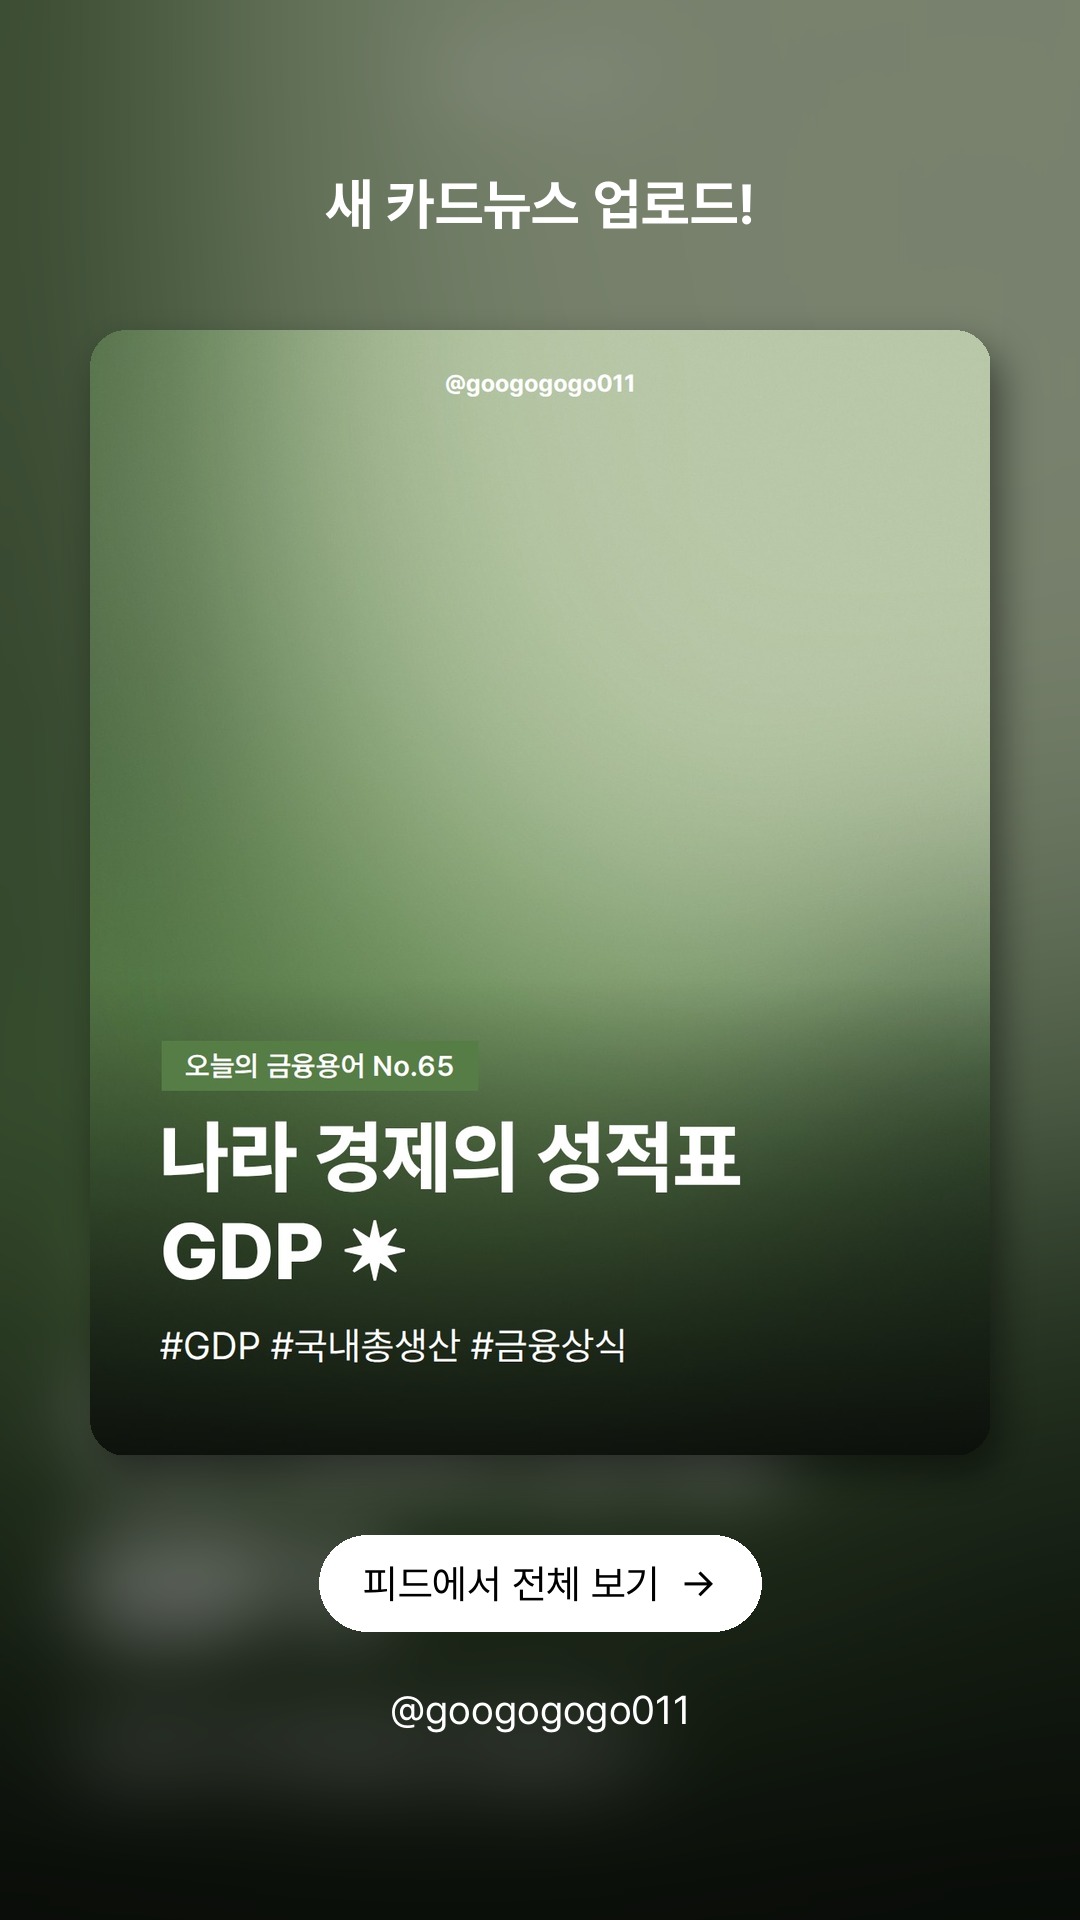 새 카드뉴스 업로드!
@googogogo011
오늘의 금융용어 No.65
나라 경제의 성적표
GDP ✷
#GDP #국내총생산 #금융상식
피드에서 전체 보기 →
@googogogo011